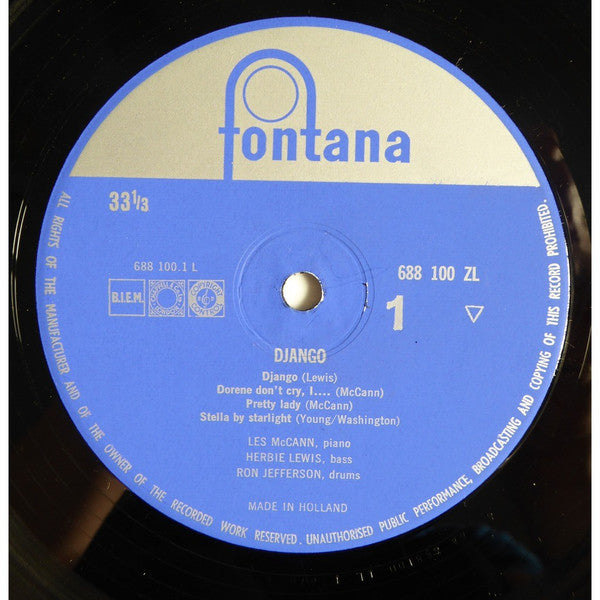 fontana
33 1/3
688 100.1 L
688 100 ZL
B.I.E.M.
1
DJANGO
Django (Lewis)
Dorene don't cry, I.... (McCann)
Pretty lady (McCann)
Stella by starlight (Young/Washington)
LES McCANN, piano
HERBIE LEWIS, bass
RON JEFFERSON, drums
MADE IN HOLLAND
ALL RIGHTS OF THE MANUFACTURER AND OF THE OWNER OF THE RECORDED WORK RESERVED. UNAUTHORISED PUBLIC PERFORMANCE, BROADCASTING AND COPYING OF THIS RECORD PROHIBITED.